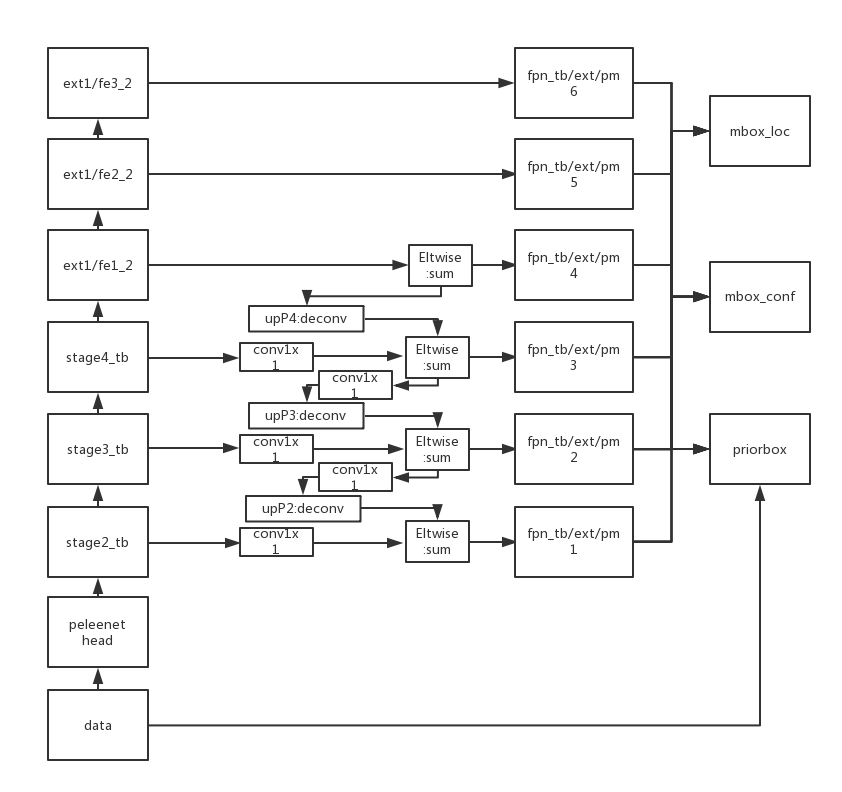 ext1/fe3_2
fpn_tb/ext/pm
6
mbox_loc
ext1/fe2_2
fpn_tb/ext/pm
5
ext1/fe1_2
Eltwise
:sum
fpn_tb/ext/pm
4
mbox_conf
upP4:deconv
stage4_tb
conv1x
1
Eltwise
:sum
fpn_tb/ext/pm
3
conv1x
1
upP3:deconv
stage3_tb
conv1x
1
Eltwise
:sum
fpn_tb/ext/pm
2
priorbox
conv1x
1
upP2:deconv
stage2_tb
conv1x
1
Eltwise
:sum
fpn_tb/ext/pm
1
peleenet
head
data